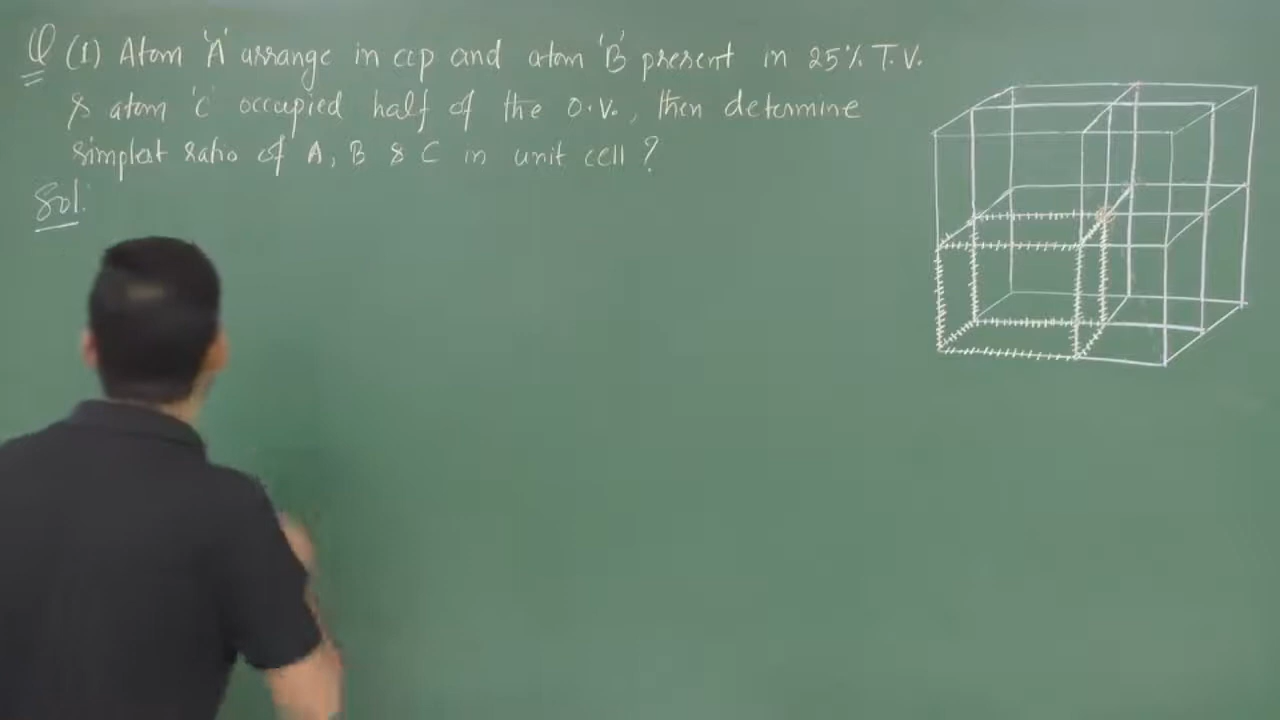 Q (1) Atom 'A' arrange in ccp and atom 'B' present in 25% T.V.
& atom 'C' occupied half of the O.V., then determine
simplest ratio of A, B & C in unit cell ?
Sol: